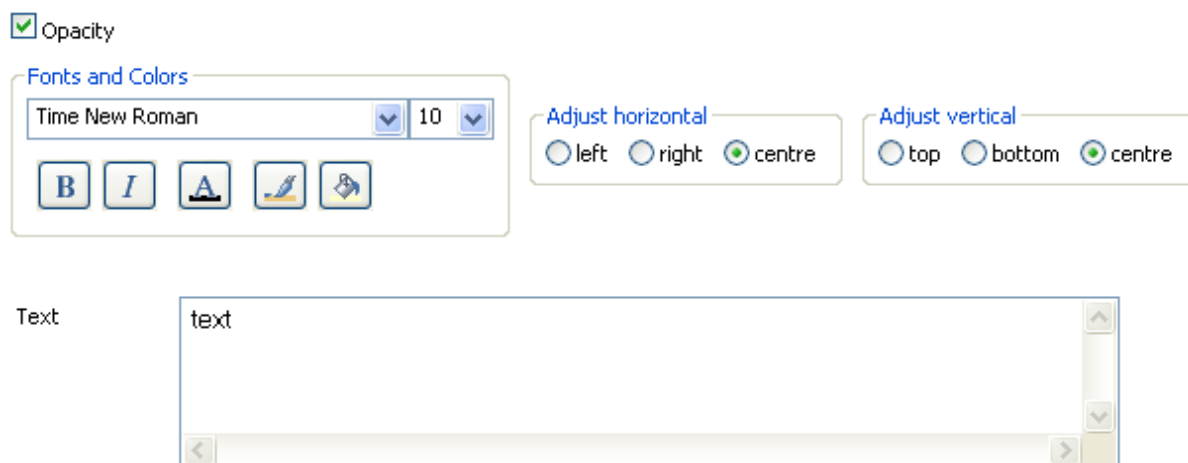 Opacity
Fonts and Colors
Time New Roman 10
B I A
Adjust horizontal
left right centre
Adjust vertical
top bottom centre
Text
text